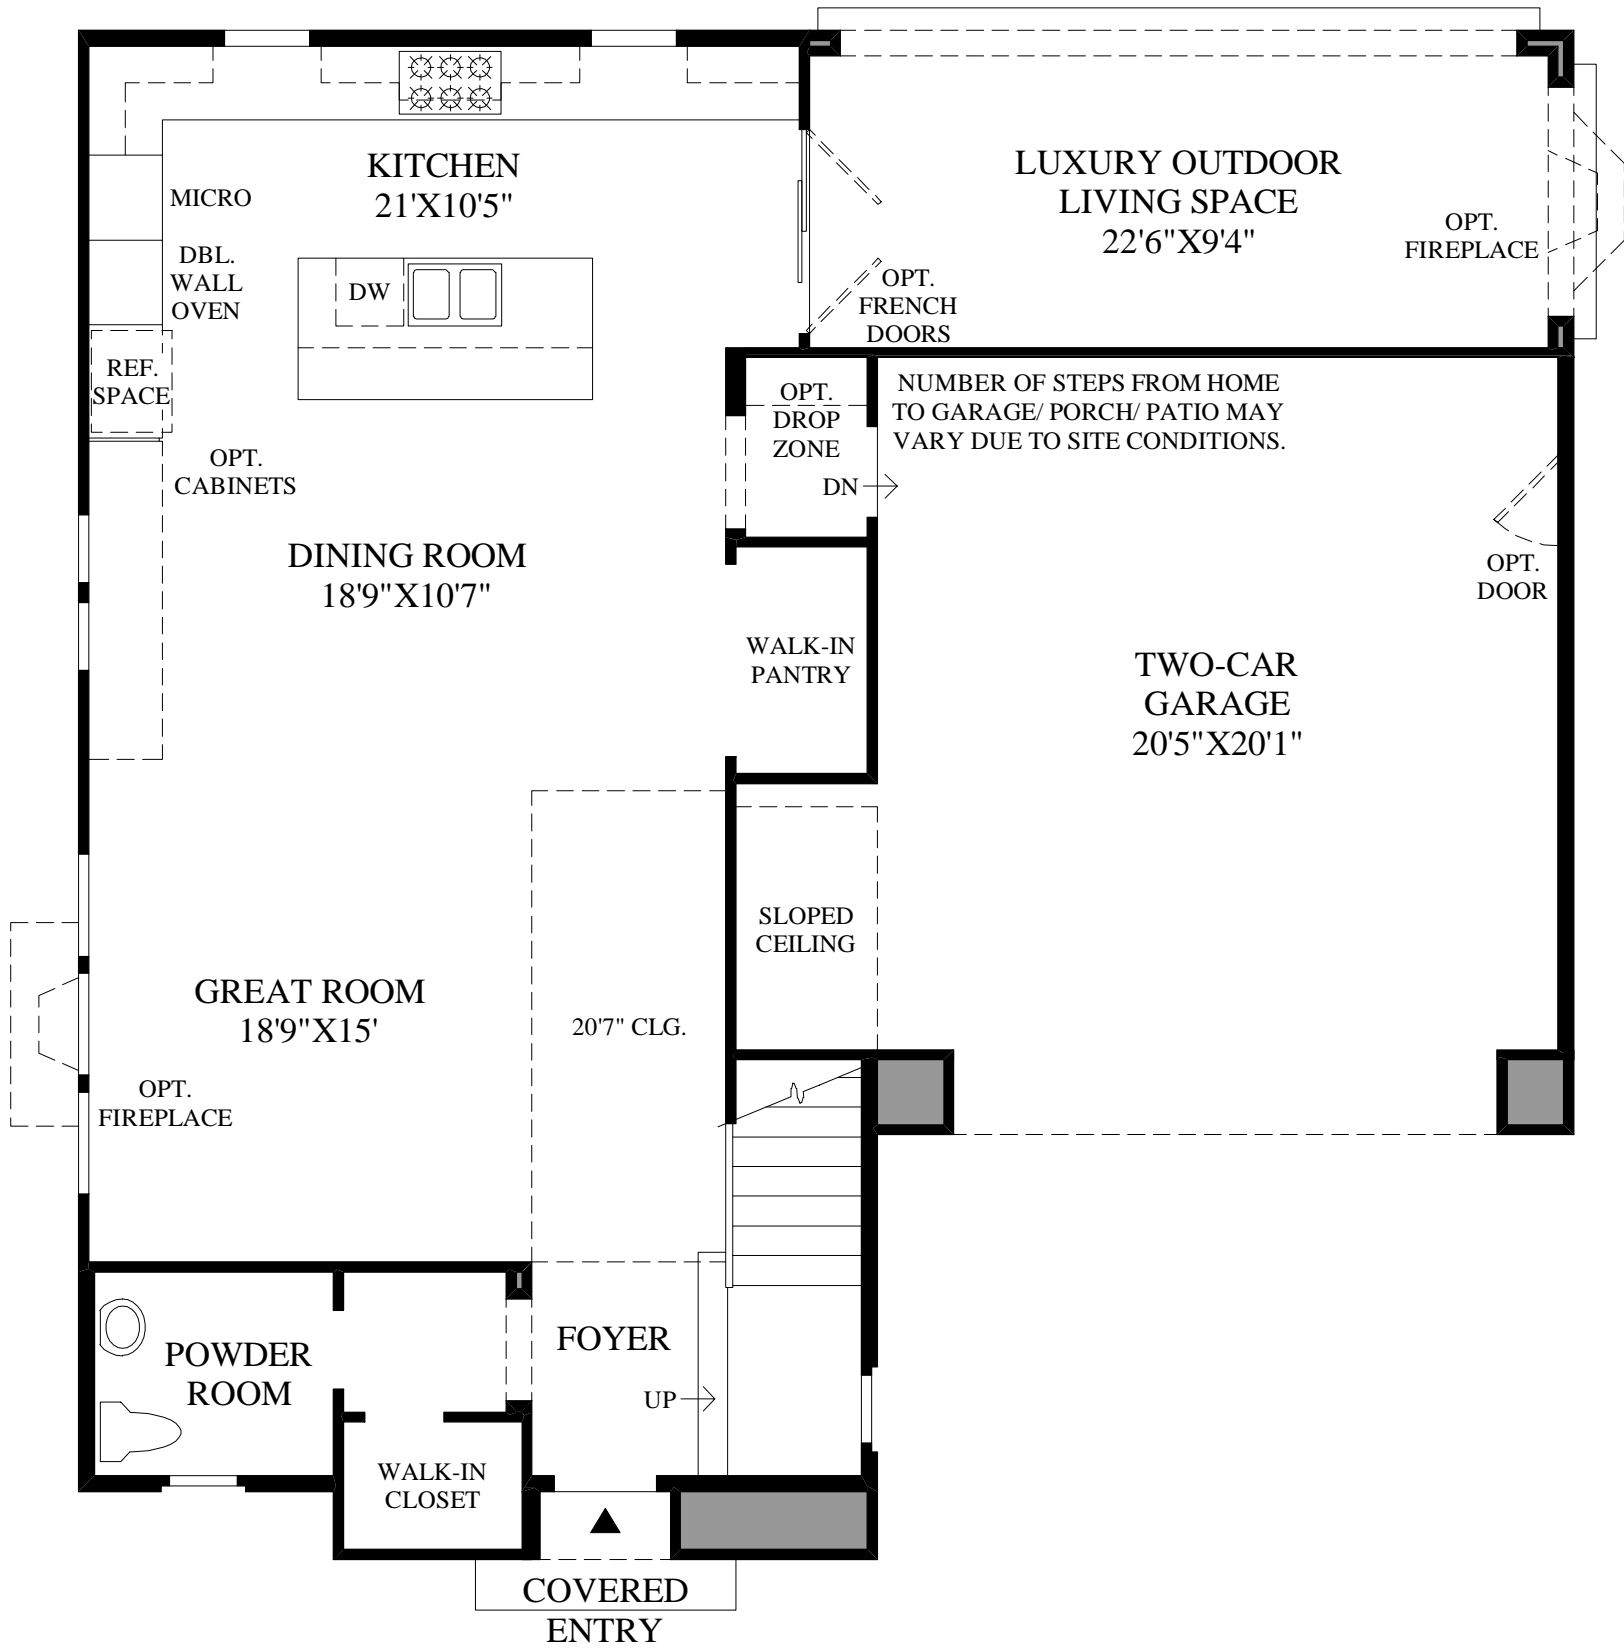 KITCHEN
21'X10'5"
MICRO
DBL.
WALL
OVEN
DW
REF.
SPACE
OPT.
CABINETS
LUXURY OUTDOOR
LIVING SPACE
22'6"X9'4"
OPT.
FIREPLACE
OPT.
FRENCH
DOORS
OPT.
DROP
ZONE
DN
NUMBER OF STEPS FROM HOME
TO GARAGE/ PORCH/ PATIO MAY
VARY DUE TO SITE CONDITIONS.
OPT.
DOOR
DINING ROOM
18'9"X10'7"
WALK-IN
PANTRY
TWO-CAR
GARAGE
20'5"X20'1"
SLOPED
CEILING
GREAT ROOM
18'9"X15'
20'7" CLG.
OPT.
FIREPLACE
POWDER
ROOM
FOYER
UP
WALK-IN
CLOSET
COVERED
ENTRY